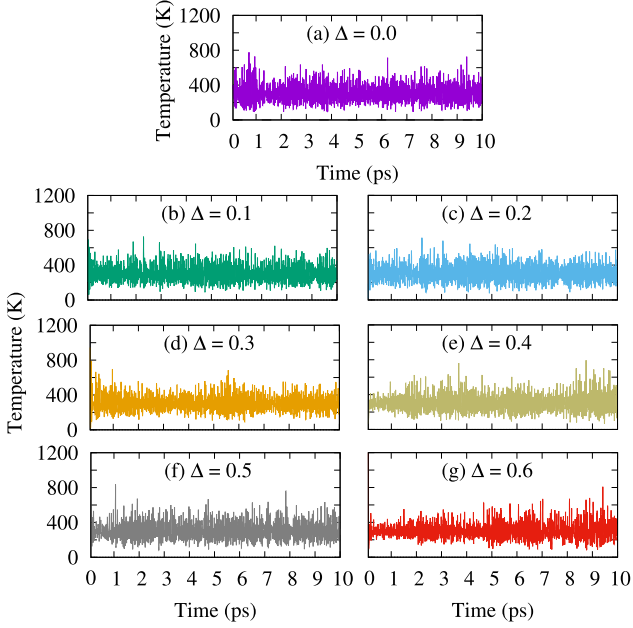 Temperature (K)
1200
800
400
0
(a) Δ = 0.0
0 1 2 3 4 5 6 7 8 9 10
Time (ps)
Temperature (K)
1200
800
400
0
(b) Δ = 0.1
(c) Δ = 0.2
1200
800
400
0
(d) Δ = 0.3
(e) Δ = 0.4
1200
800
400
0
(f) Δ = 0.5
(g) Δ = 0.6
0 1 2 3 4 5 6 7 8 9 10
0 1 2 3 4 5 6 7 8 9 10
Time (ps)
Time (ps)